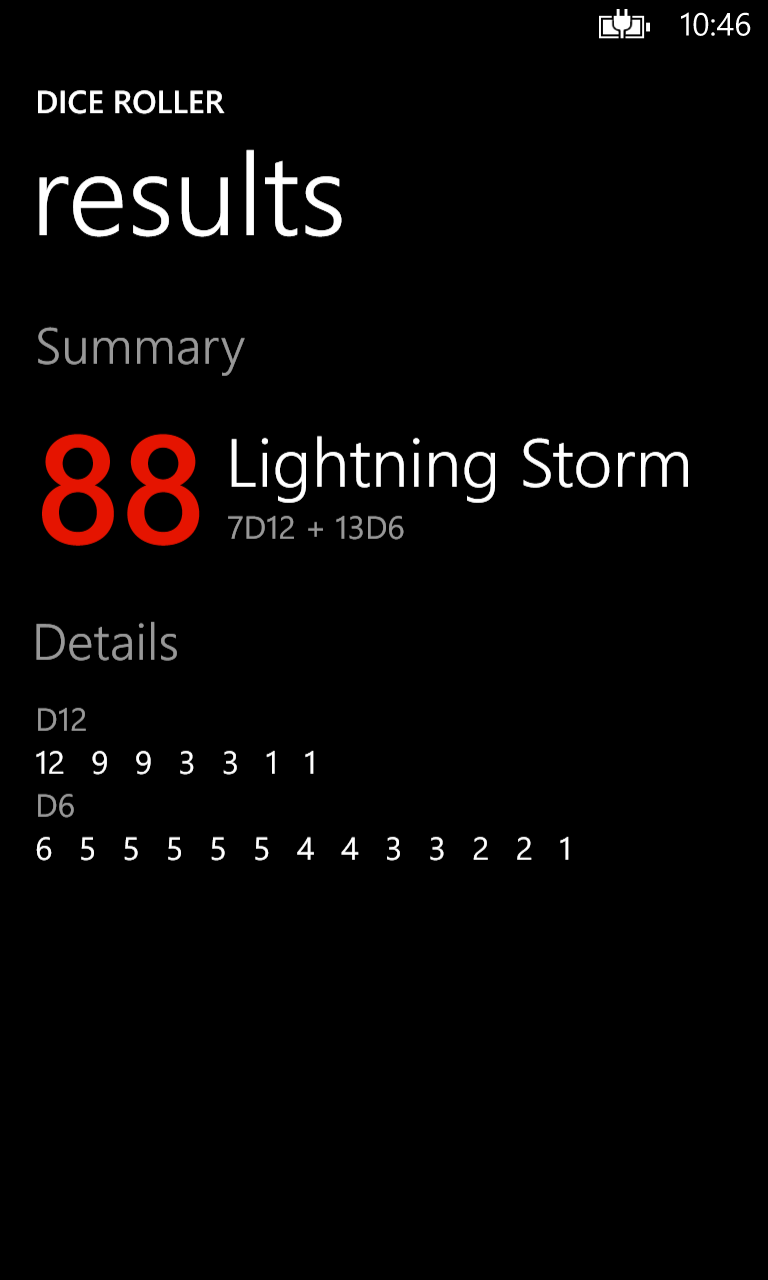 10:46
DICE ROLLER
results
Summary
88 Lightning Storm
7D12 + 13D6
Details
D12
12 9 9 3 3 1 1
D6
6 5 5 5 5 5 4 4 3 3 2 2 1